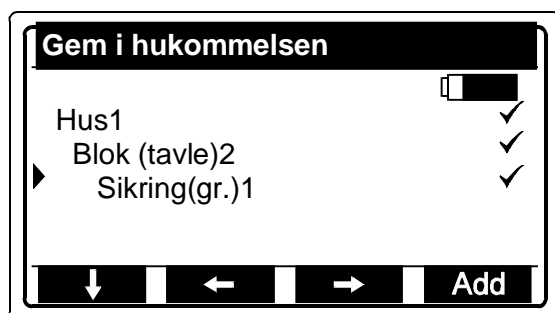 Gem i hukommelsen
Hus1
Blok (tavle)2
Sikring(gr.)1
Add